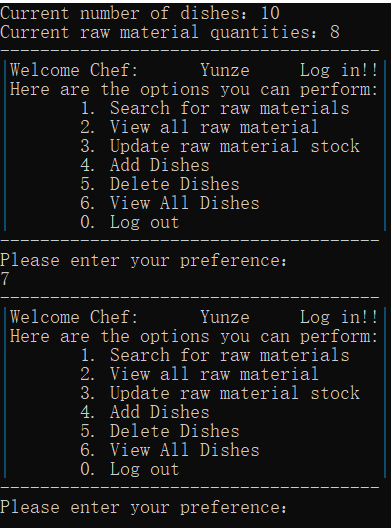 Current number of dishes: 10
Current raw material quantities: 8
--------------------------------------
|Welcome Chef:      Yunze     Log in!!|
|Here are the options you can perform:|
|       1. Search for raw materials   |
|       2. View all raw material      |
|       3. Update raw material stock  |
|       4. Add Dishes                 |
|       5. Delete Dishes              |
|       6. View All Dishes            |
|       0. Log out                    |
--------------------------------------
Please enter your preference:
7
--------------------------------------
|Welcome Chef:      Yunze     Log in!!|
|Here are the options you can perform:|
|       1. Search for raw materials   |
|       2. View all raw material      |
|       3. Update raw material stock  |
|       4. Add Dishes                 |
|       5. Delete Dishes              |
|       6. View All Dishes            |
|       0. Log out                    |
--------------------------------------
Please enter your preference: